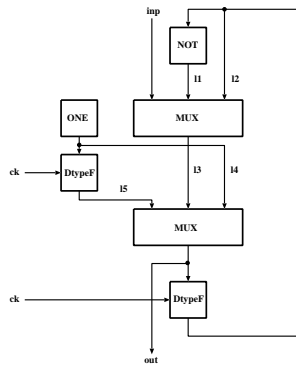 inp
NOT
l1
l2
ONE
MUX
ck
DtypeF
l5
l3
l4
MUX
ck
DtypeF
out